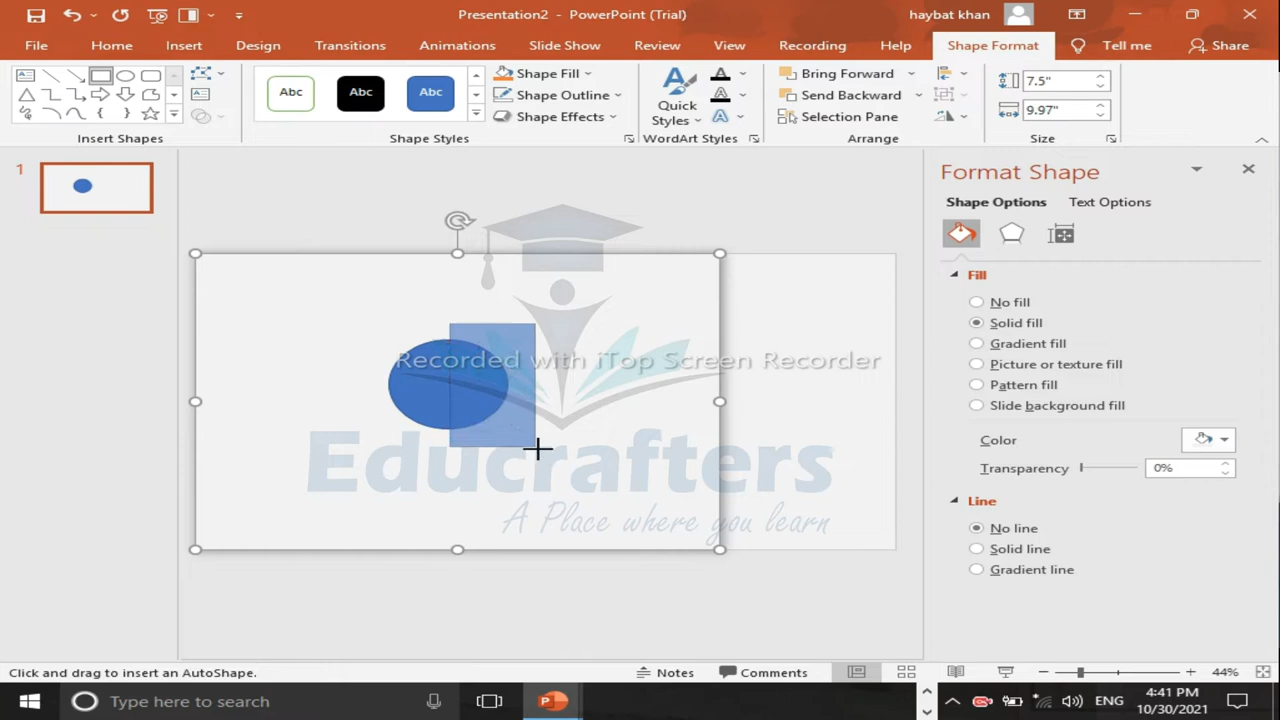 Presentation2 - PowerPoint (Trial)
haybat khan
File Home Insert Design Transitions Animations Slide Show Review View Recording Help Shape Format Tell me Share
Abc Abc Abc
Shape Fill
Shape Outline
Shape Effects
Quick
Styles
A
A
A
Bring Forward
Send Backward
Selection Pane
7.5"
9.97"
Insert Shapes Shape Styles WordArt Styles Arrange Size
1
Recorded with iTop Screen Recorder
Educrafters
A Place where you learn
Format Shape
Shape Options Text Options
Fill
No fill
Solid fill
Gradient fill
Picture or texture fill
Pattern fill
Slide background fill
Color
Transparency 0%
Line
No line
Solid line
Gradient line
Click and drag to insert an AutoShape.
Notes Comments 44%
Type here to search
ENG
4:41 PM
10/30/2021